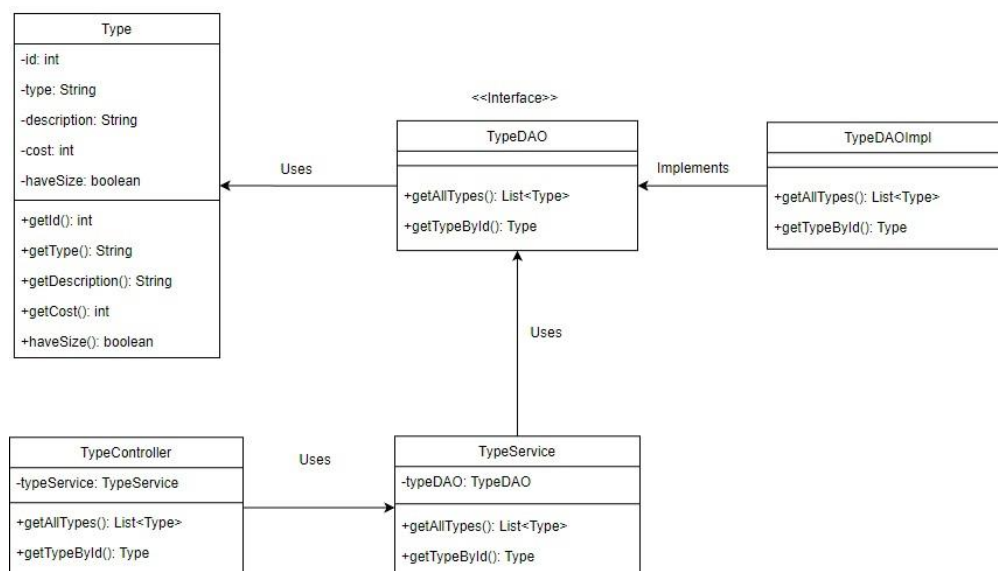 Type
-id: int
-type: String
-description: String
-cost: int
-haveSize: boolean
+getId(): int
+getType(): String
+getDescription(): String
+getCost(): int
+haveSize(): boolean
Uses
<<Interface>>
TypeDAO
+getAllTypes(): List<Type>
+getTypeById(): Type
Implements
TypeDAOImpl
+getAllTypes(): List<Type>
+getTypeById(): Type
Uses
TypeController
-typeService: TypeService
+getAllTypes(): List<Type>
+getTypeById(): Type
Uses
TypeService
-typeDAO: TypeDAO
+getAllTypes(): List<Type>
+getTypeById(): Type